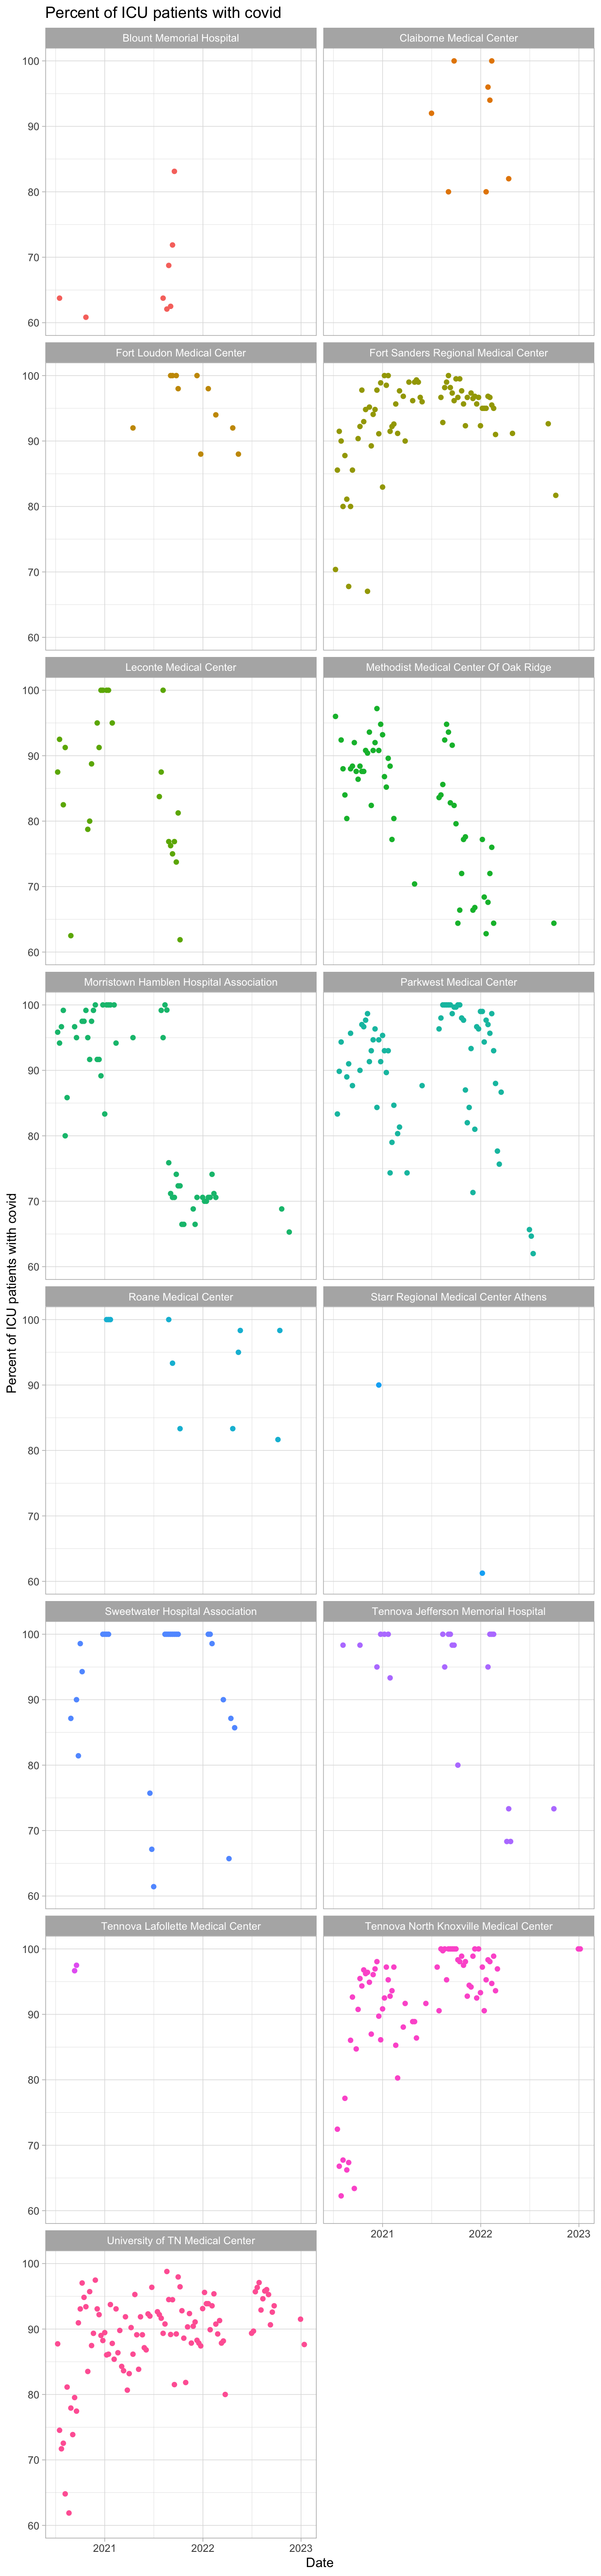 Percent of ICU patients with covid
Blount Memorial Hospital
Claiborne Medical Center
100
90
80
70
60
Fort Loudon Medical Center
Fort Sanders Regional Medical Center
100
90
80
70
60
Leconte Medical Center
Methodist Medical Center Of Oak Ridge
100
90
80
70
60
Morristown Hamblen Hospital Association
Parkwest Medical Center
100
90
80
70
60
Percent of ICU patients witth covid
Roane Medical Center
Starr Regional Medical Center Athens
100
90
80
70
60
Sweetwater Hospital Association
Tennova Jefferson Memorial Hospital
100
90
80
70
60
Tennova Lafollette Medical Center
Tennova North Knoxville Medical Center
100
90
80
70
60
2021 2022 2023
University of TN Medical Center
100
90
80
70
60
2021 2022 2023
Date